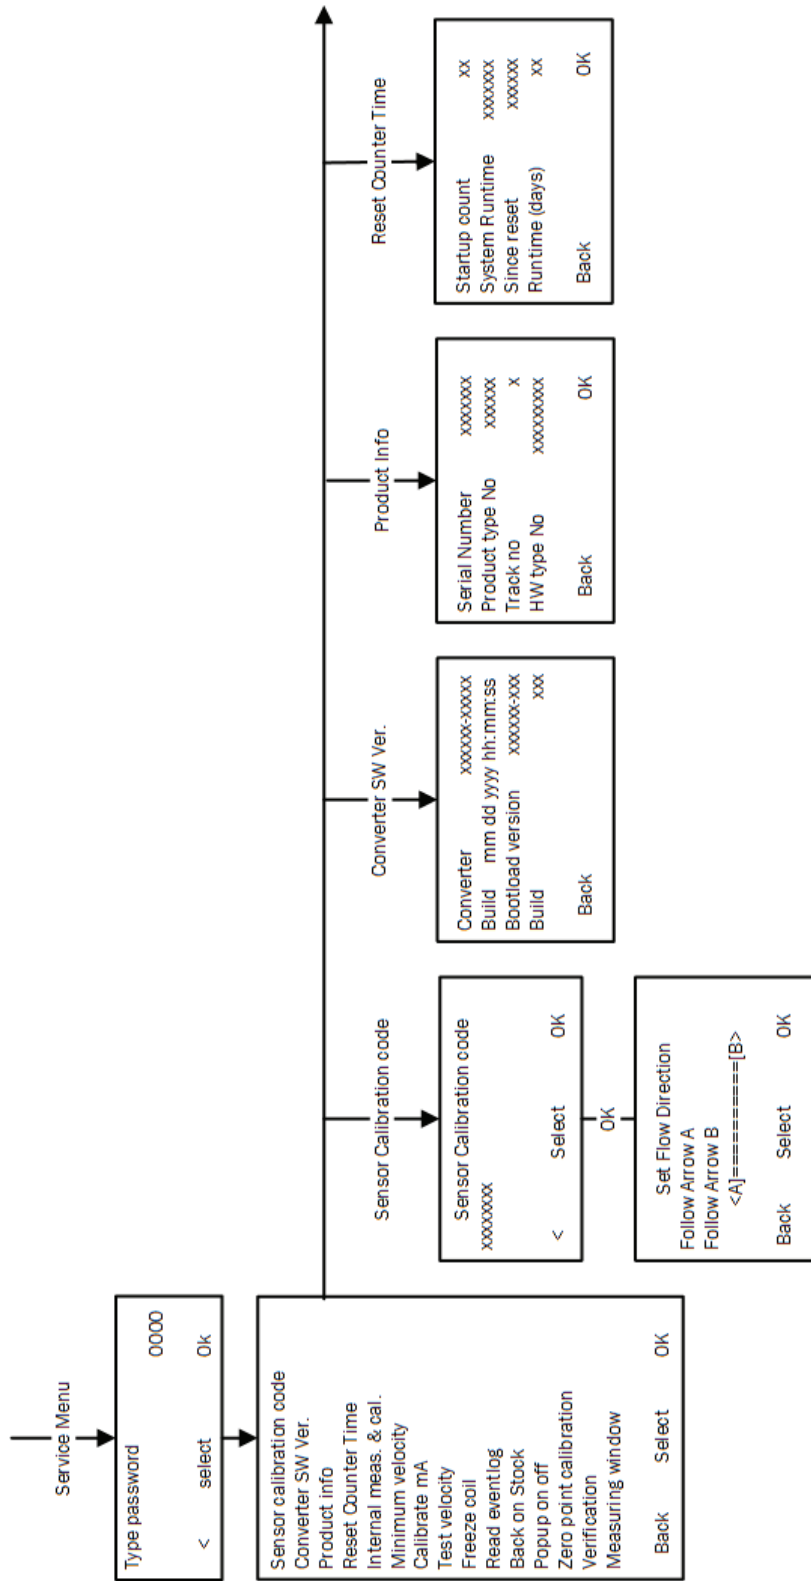 Service Menu
Type password
0000
< select Ok
Sensor calibration code
Converter SW Ver.
Product info
Reset Counter Time
Internal meas. & cal.
Minimum velocity
Calibrate mA
Test velocity
Freeze coil
Read eventlog
Back on Stock
Popup on off
Zero point calibration
Verification
Measuring window
Back Select OK
Sensor Calibration code
Sensor Calibration code
xxxxxxxx
< Select OK
OK
Set Flow Direction
Follow Arrow A
Follow Arrow B
<A]===========[B>
Back Select OK
Converter SW Ver.
Converter xxxxxx-xxxxx
Build mm dd yyyy hh:mm:ss
Bootload version xxxxxx-xxx
Build xxx
Back
Product Info
Serial Number xxxxxxx
Product type No xxxxxx
Track no x
HW type No xxxxxxxxx
Back OK
Reset Counter Time
Startup count xx
System Runtime xxxxxxx
Since reset xxxxxx
Runtime (days) xx
Back OK